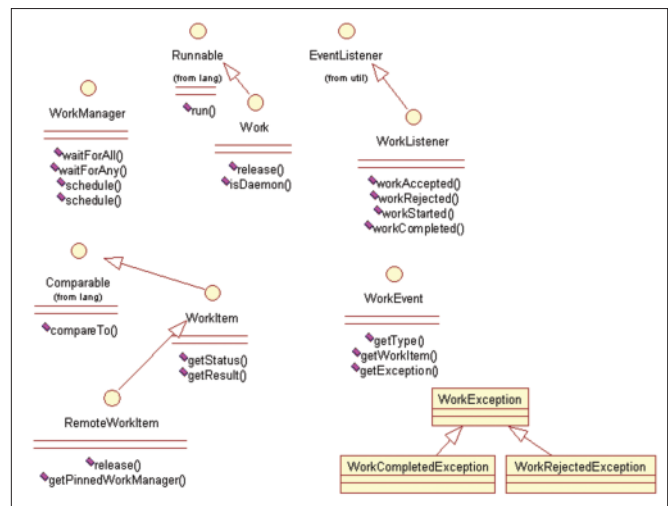 Runnable
(from lang)
run()
EventListener
(from util)
WorkManager
waitForAll()
waitForAny()
schedule()
schedule()
Work
release()
isDaemon()
WorkListener
workAccepted()
workRejected()
workStarted()
workCompleted()
Comparable
(from lang)
compareTo()
WorkItem
getStatus()
getResult()
WorkEvent
getType()
getWorkItem()
getException()
RemoteWorkItem
release()
getPinnedWorkManager()
WorkException
WorkCompletedException
WorkRejectedException